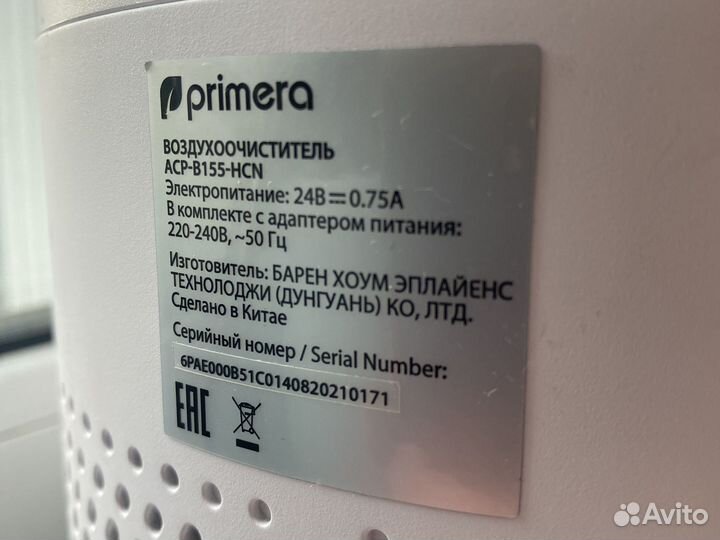 primera
ВОЗДУХООЧИСТИТЕЛЬ
ACP-B155-HCN
Электропитание: 24В⎓0.75А
В комплекте с адаптером питания:
220-240В, ~50 Гц
Изготовитель: БАРЕН ХОУМ ЭПЛАЙЕНС
ТЕХНОЛОДЖИ (ДУНГУАНЬ) КО, ЛТД.
Сделано в Китае
Серийный номер / Serial Number:
6PAE000B51C0140820210171
EAC
Avito